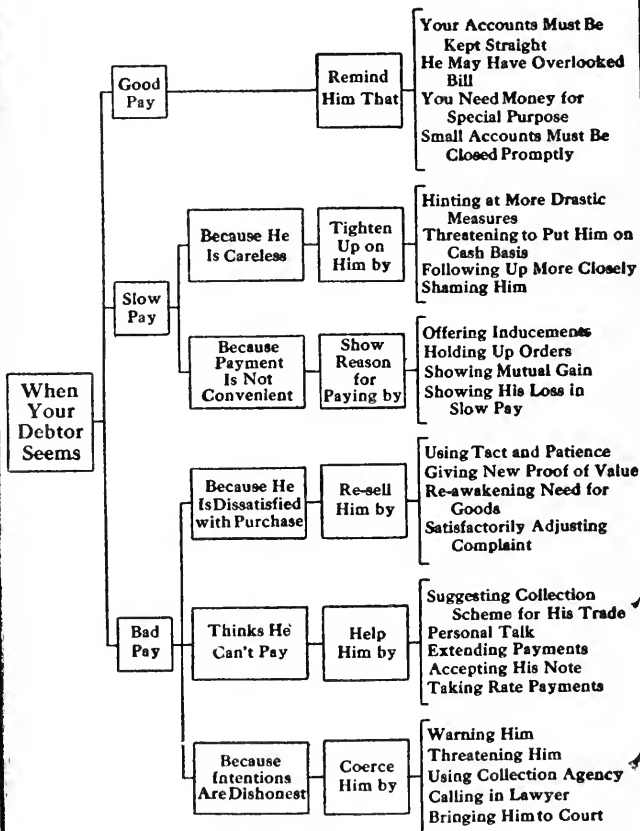 When
Your
Debtor
Seems
Good
Pay
Remind
Him That
Your Accounts Must Be
Kept Straight
He May Have Overlooked
Bill
You Need Money for
Special Purpose
Small Accounts Must Be
Closed Promptly
Slow
Pay
Because He
Is Careless
Tighten
Up on
Him by
Hinting at More Drastic
Measures
Threatening to Put Him on
Cash Basis
Following Up More Closely
Shaming Him
Because
Payment
Is Not
Convenient
Show
Reason
for
Paying by
Offering Inducements
Holding Up Orders
Showing Mutual Gain
Showing His Loss in
Slow Pay
Bad
Pay
Because He
Is Dissatisfied
with Purchase
Re-sell
Him by
Using Tact and Patience
Giving New Proof of Value
Re-awakening Need for
Goods
Satisfactorily Adjusting
Complaint
Thinks He
Can't Pay
Help
Him by
Suggesting Collection
Scheme for His Trade
Personal Talk
Extending Payments
Accepting His Note
Taking Rate Payments
Because
Intentions
Are Dishonest
Coerce
Him by
Warning Him
Threatening Him
Using Collection Agency
Calling in Lawyer
Bringing Him to Court